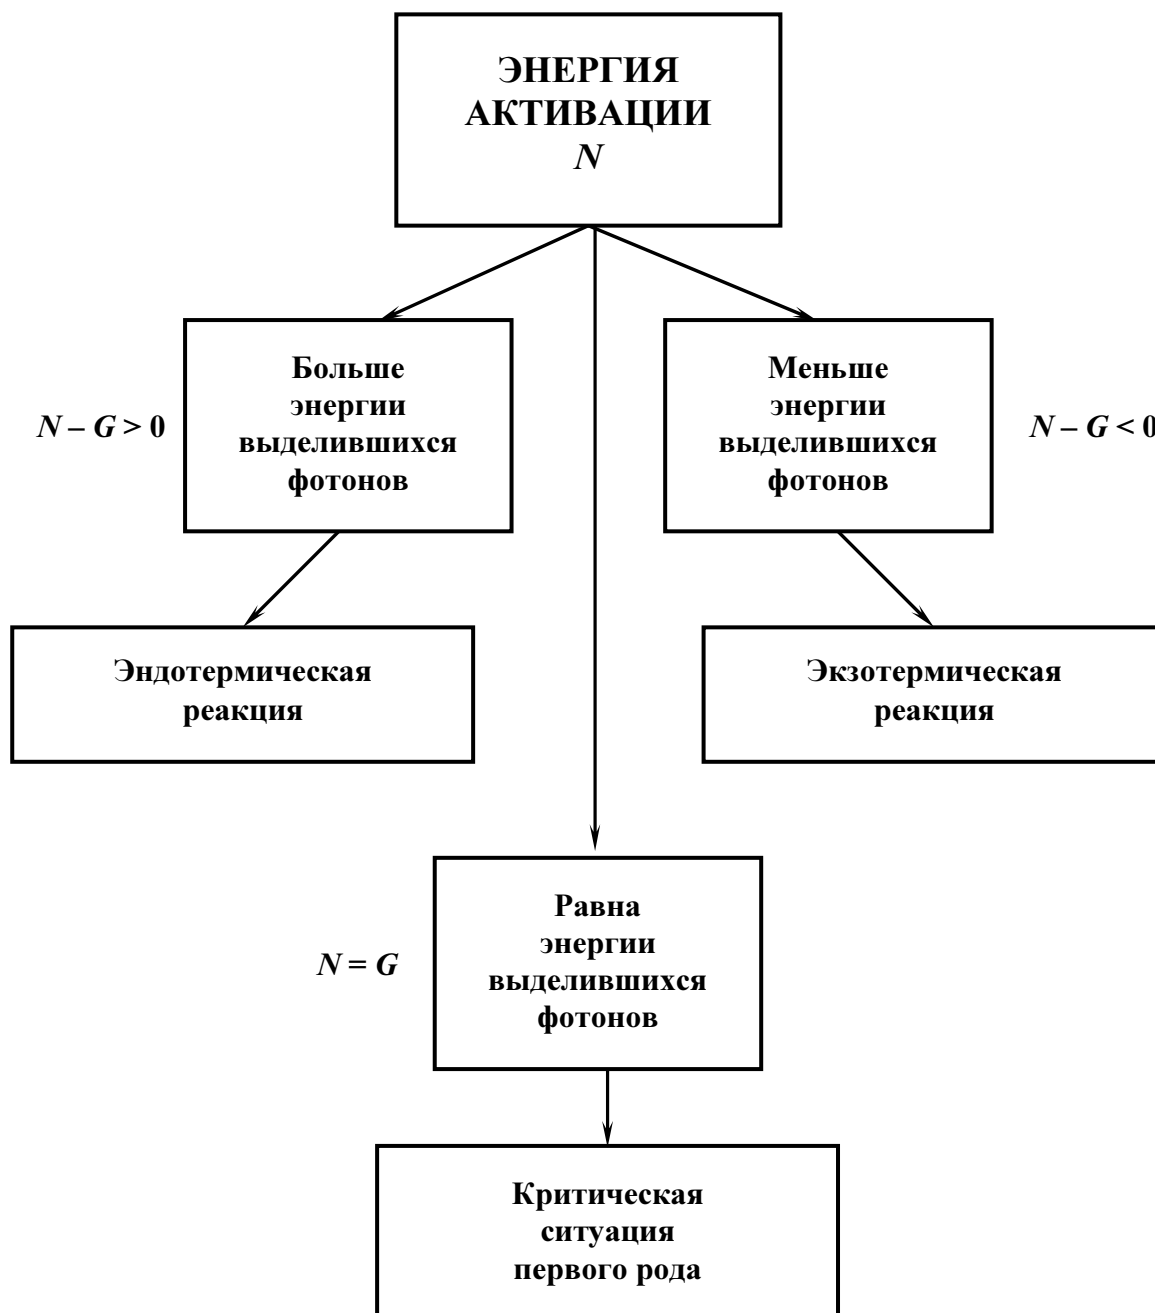 ЭНЕРГИЯ
АКТИВАЦИИ
N
N – G > 0
Больше
энергии
выделившихся
фотонов
Меньше
энергии
выделившихся
фотонов
N – G < 0
Эндотермическая
реакция
Экзотермическая
реакция
N = G
Равна
энергии
выделившихся
фотонов
Критическая
ситуация
первого рода